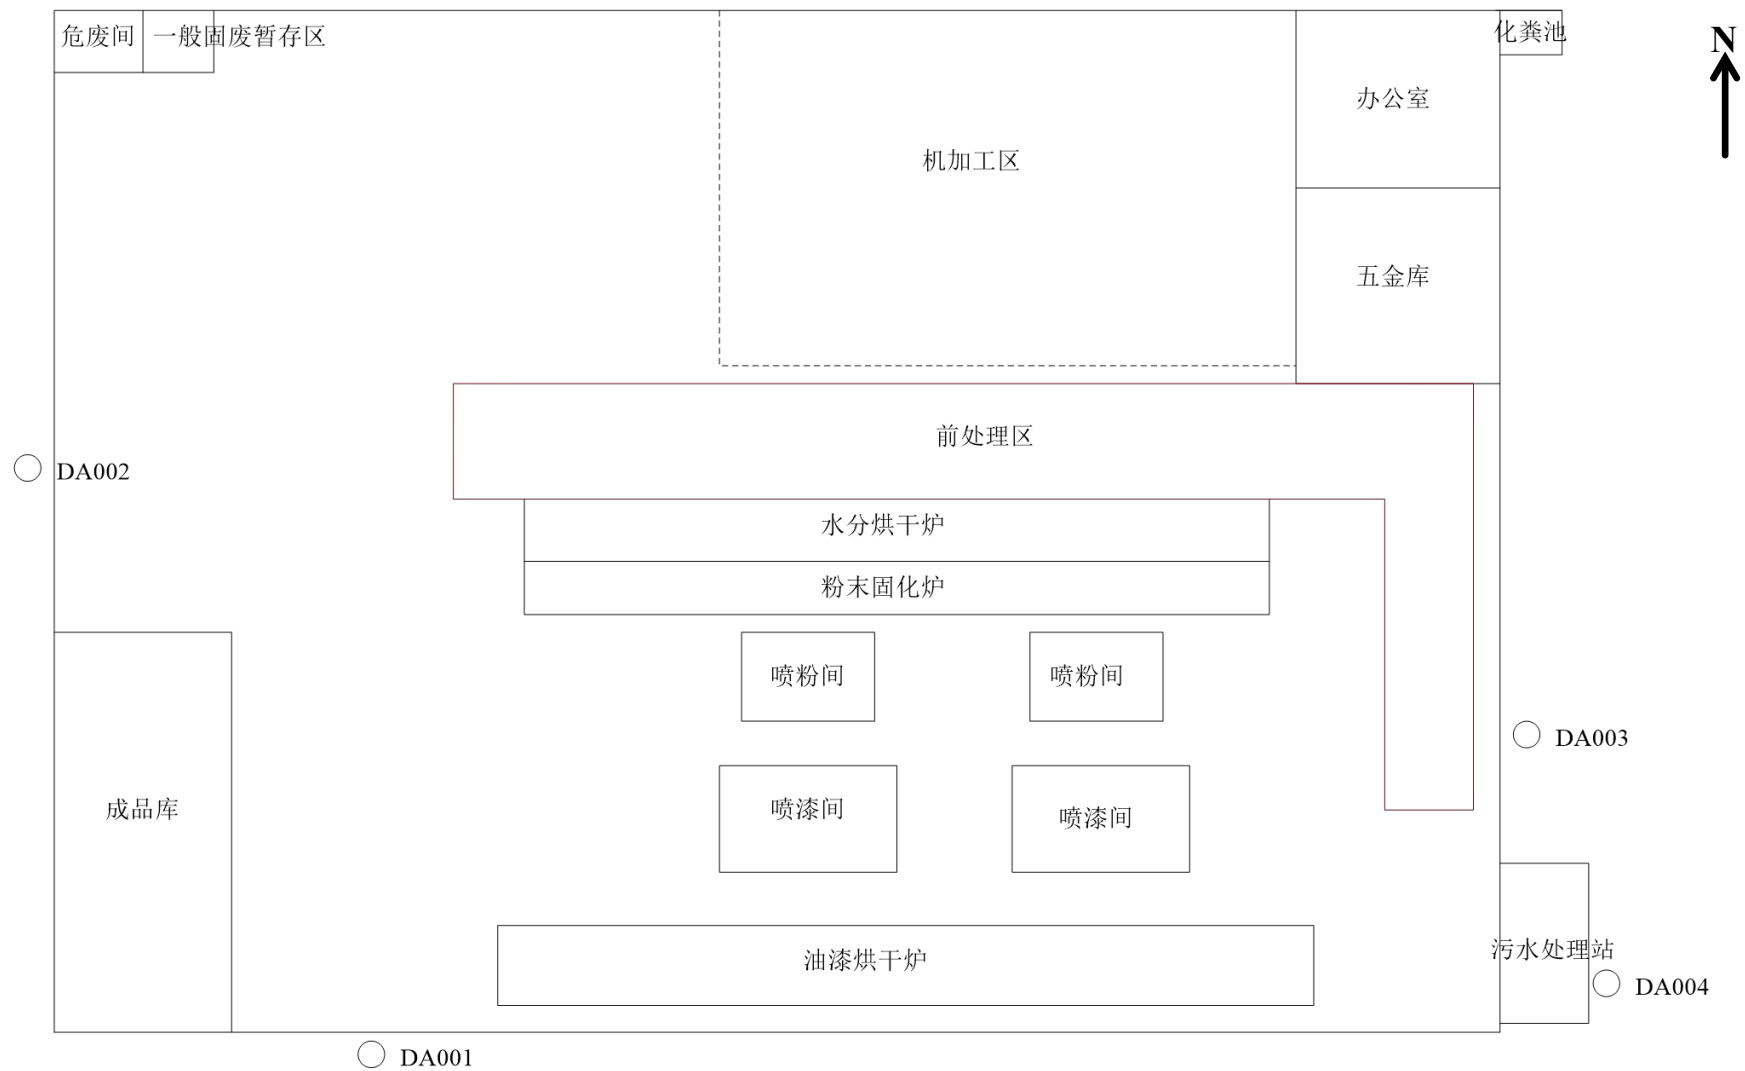 危废间
一般固废暂存区
化粪池
N
办公室
机加工区
五金库
前处理区
DA002
水分烘干炉
粉末固化炉
喷粉间
喷粉间
DA003
成品库
喷漆间
喷漆间
污水处理站
油漆烘干炉
DA004
DA001